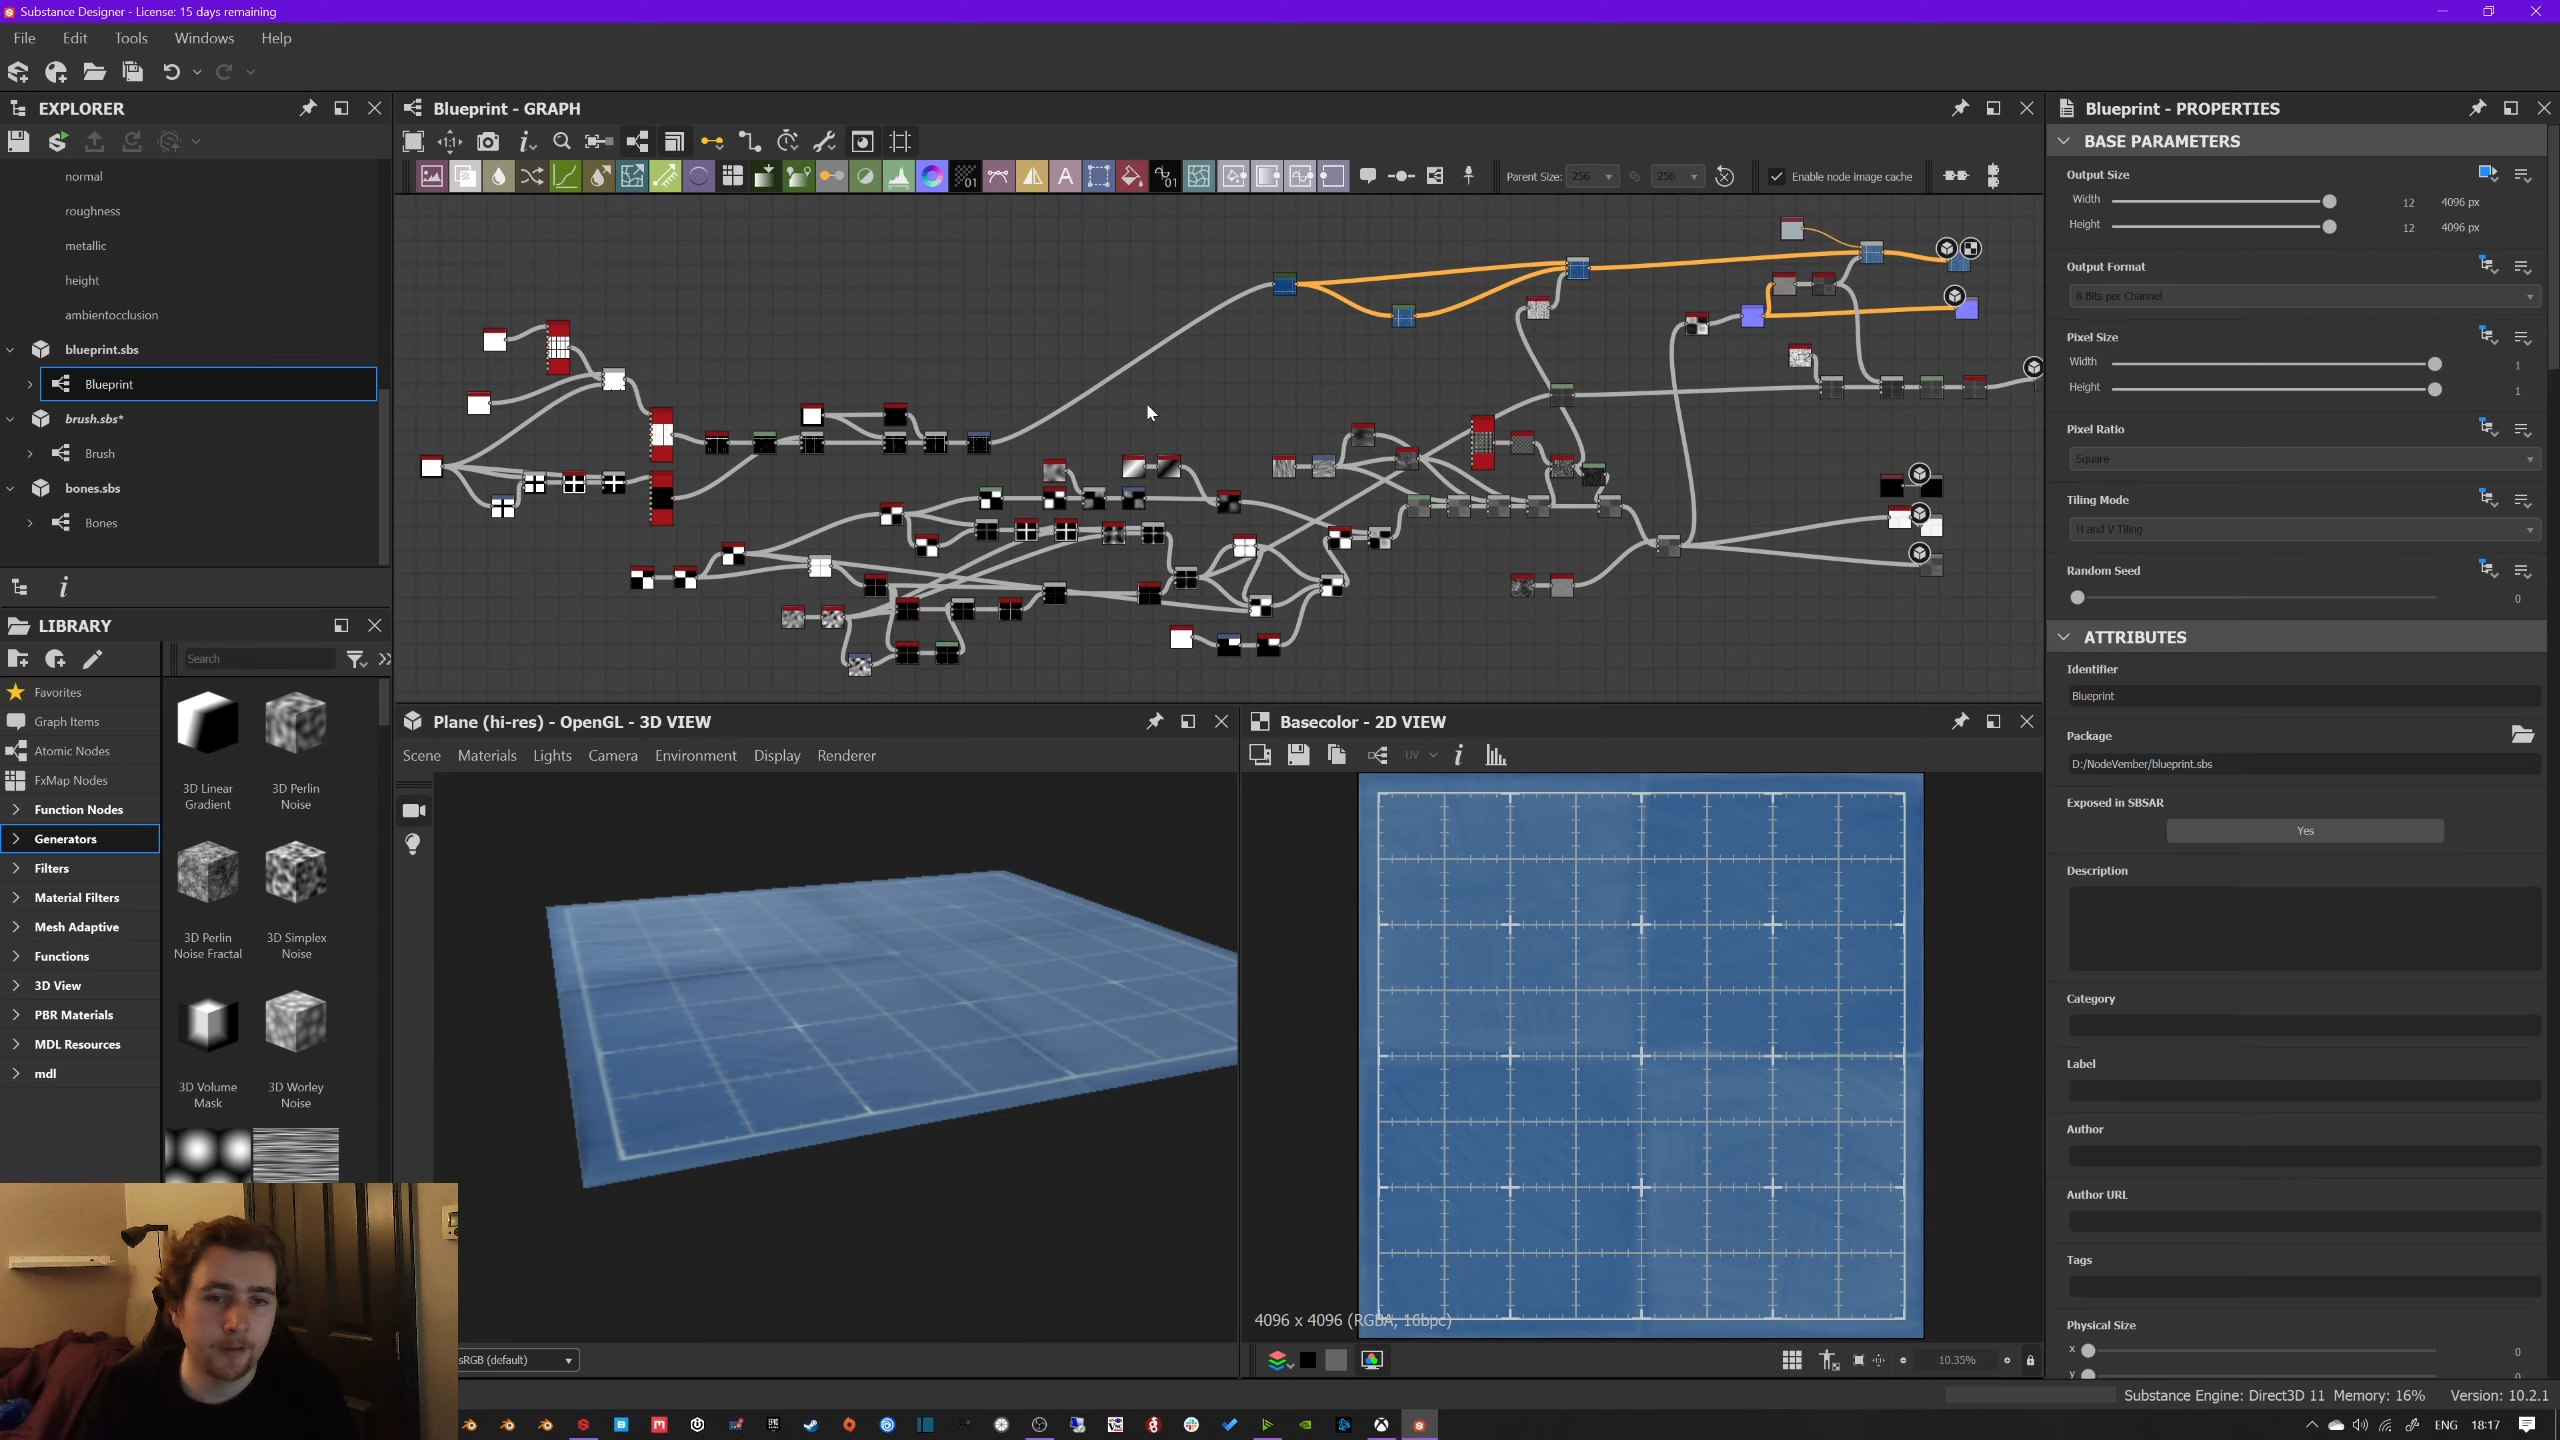 Substance Designer - License: 15 days remaining
File Edit Tools Windows Help
EXPLORER
normal
roughness
metallic
height
ambientocclusion
blueprint.sbs
Blueprint
brush.sbs*
Brush
bones.sbs
Bones
LIBRARY
Search
Favorites
Graph Items
Atomic Nodes
FxMap Nodes
Function Nodes
Generators
Filters
Material Filters
Mesh Adaptive
Functions
3D View
PBR Materials
MDL Resources
mdl
3D Linear Gradient
3D Perlin Noise
3D Perlin Noise Fractal
3D Simplex Noise
3D Volume Mask
3D Worley Noise
Blueprint - GRAPH
Parent Size: 256 256 Enable node image cache
Plane (hi-res) - OpenGL - 3D VIEW
Scene Materials Lights Camera Environment Display Renderer
sRGB (default)
Basecolor - 2D VIEW
UV
4096 x 4096 (RGBA, 16bpc)
10.35%
Blueprint - PROPERTIES
BASE PARAMETERS
Output Size
Width 12 4096 px
Height 12 4096 px
Output Format
8 Bits per Channel
Pixel Size
Width 1
Height 1
Pixel Ratio
Square
Tiling Mode
H and V Tiling
Random Seed
0
ATTRIBUTES
Identifier
Blueprint
Package
D:/NodeVember/blueprint.sbs
Exposed in SBSAR
Yes
Description
Category
Label
Author
Author URL
Tags
Physical Size
x 0
y 0
Substance Engine: Direct3D 11 Memory: 16% Version: 10.2.1
ENG 18:17